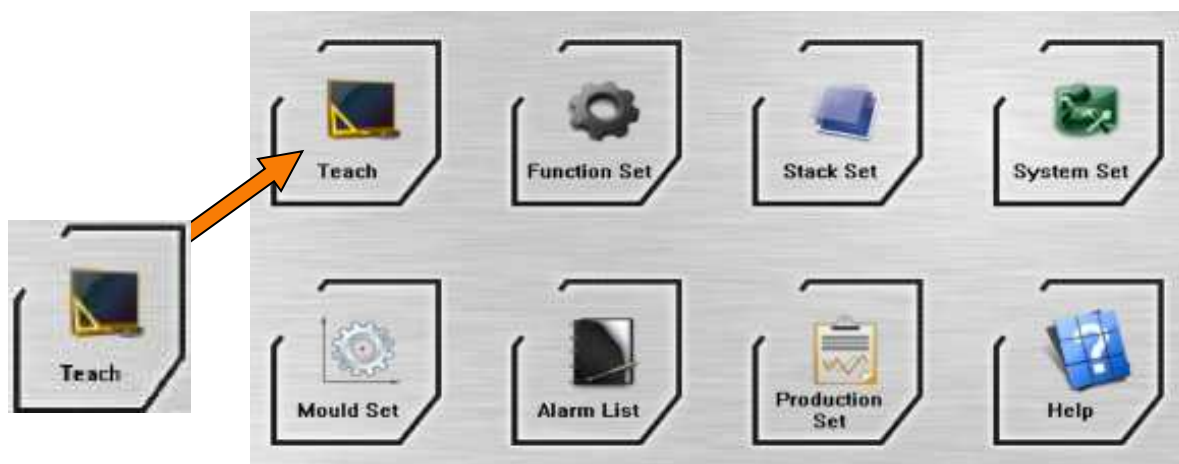 Teach
Function Set
Stack Set
System Set
Teach
Mould Set
Alarm List
Production
Set
Help